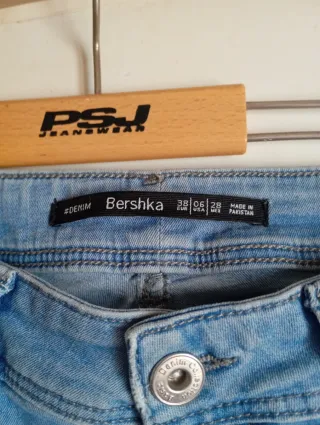 PSJ
JEANSWEAR
#DENIM Bershka 38 EUR 06 USA 28 MEX MADE IN PAKISTAN